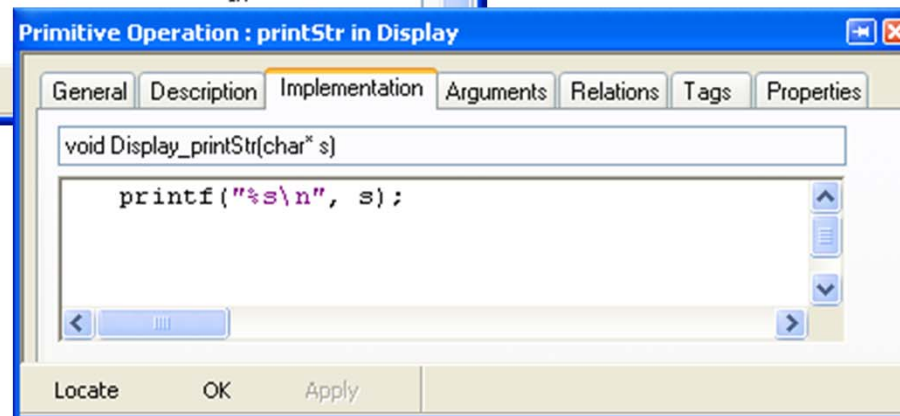 Primitive Operation : printStr in Display
General Description Implementation Arguments Relations Tags Properties
void Display_printStr(char* s)
printf("%s\n", s);
Locate OK Apply